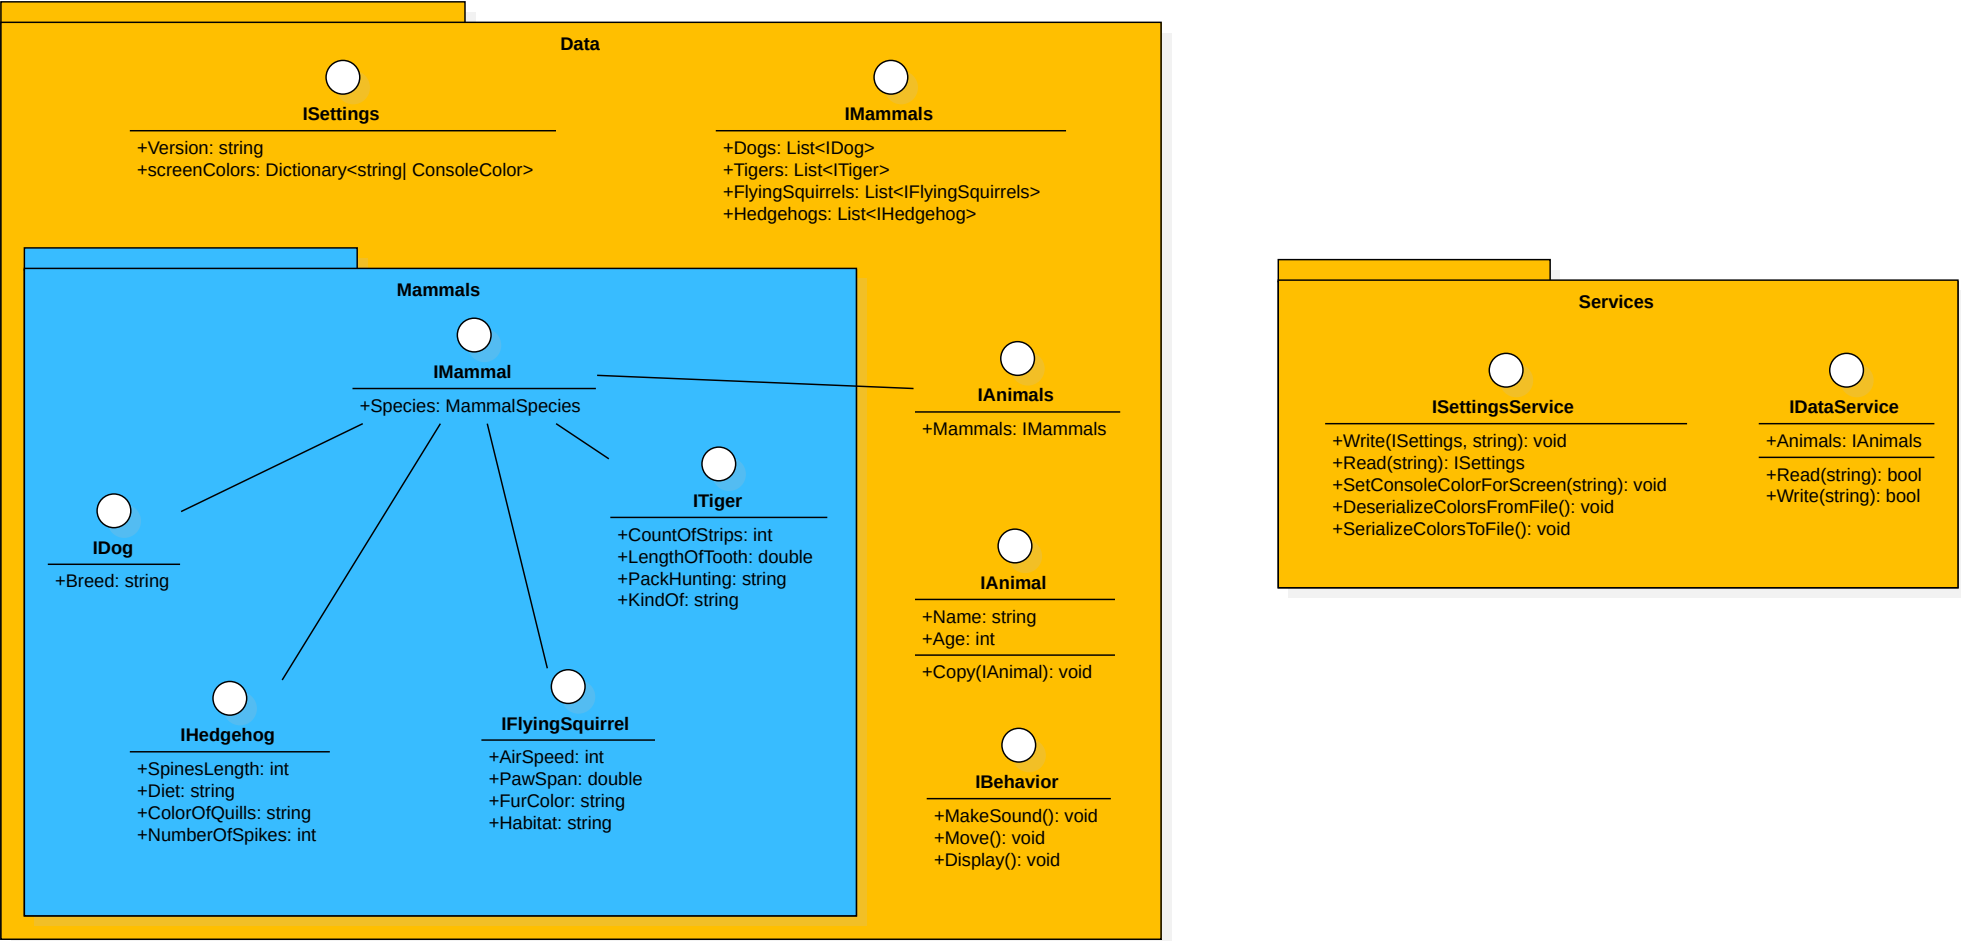 Data
ISettings
+Version: string
+screenColors: Dictionary<string| ConsoleColor>
IMammals
+Dogs: List<IDog>
+Tigers: List<ITiger>
+FlyingSquirrels: List<IFlyingSquirrels>
+Hedgehogs: List<IHedgehog>
Mammals
IMammal
+Species: MammalSpecies
IDog
+Breed: string
ITiger
+CountOfStrips: int
+LengthOfTooth: double
+PackHunting: string
+KindOf: string
IHedgehog
+SpinesLength: int
+Diet: string
+ColorOfQuills: string
+NumberOfSpikes: int
IFlyingSquirrel
+AirSpeed: int
+PawSpan: double
+FurColor: string
+Habitat: string
IAnimals
+Mammals: IMammals
IAnimal
+Name: string
+Age: int
+Copy(IAnimal): void
IBehavior
+MakeSound(): void
+Move(): void
+Display(): void
Services
ISettingsService
+Write(ISettings, string): void
+Read(string): ISettings
+SetConsoleColorForScreen(string): void
+DeserializeColorsFromFile(): void
+SerializeColorsToFile(): void
IDataService
+Animals: IAnimals
+Read(string): bool
+Write(string): bool